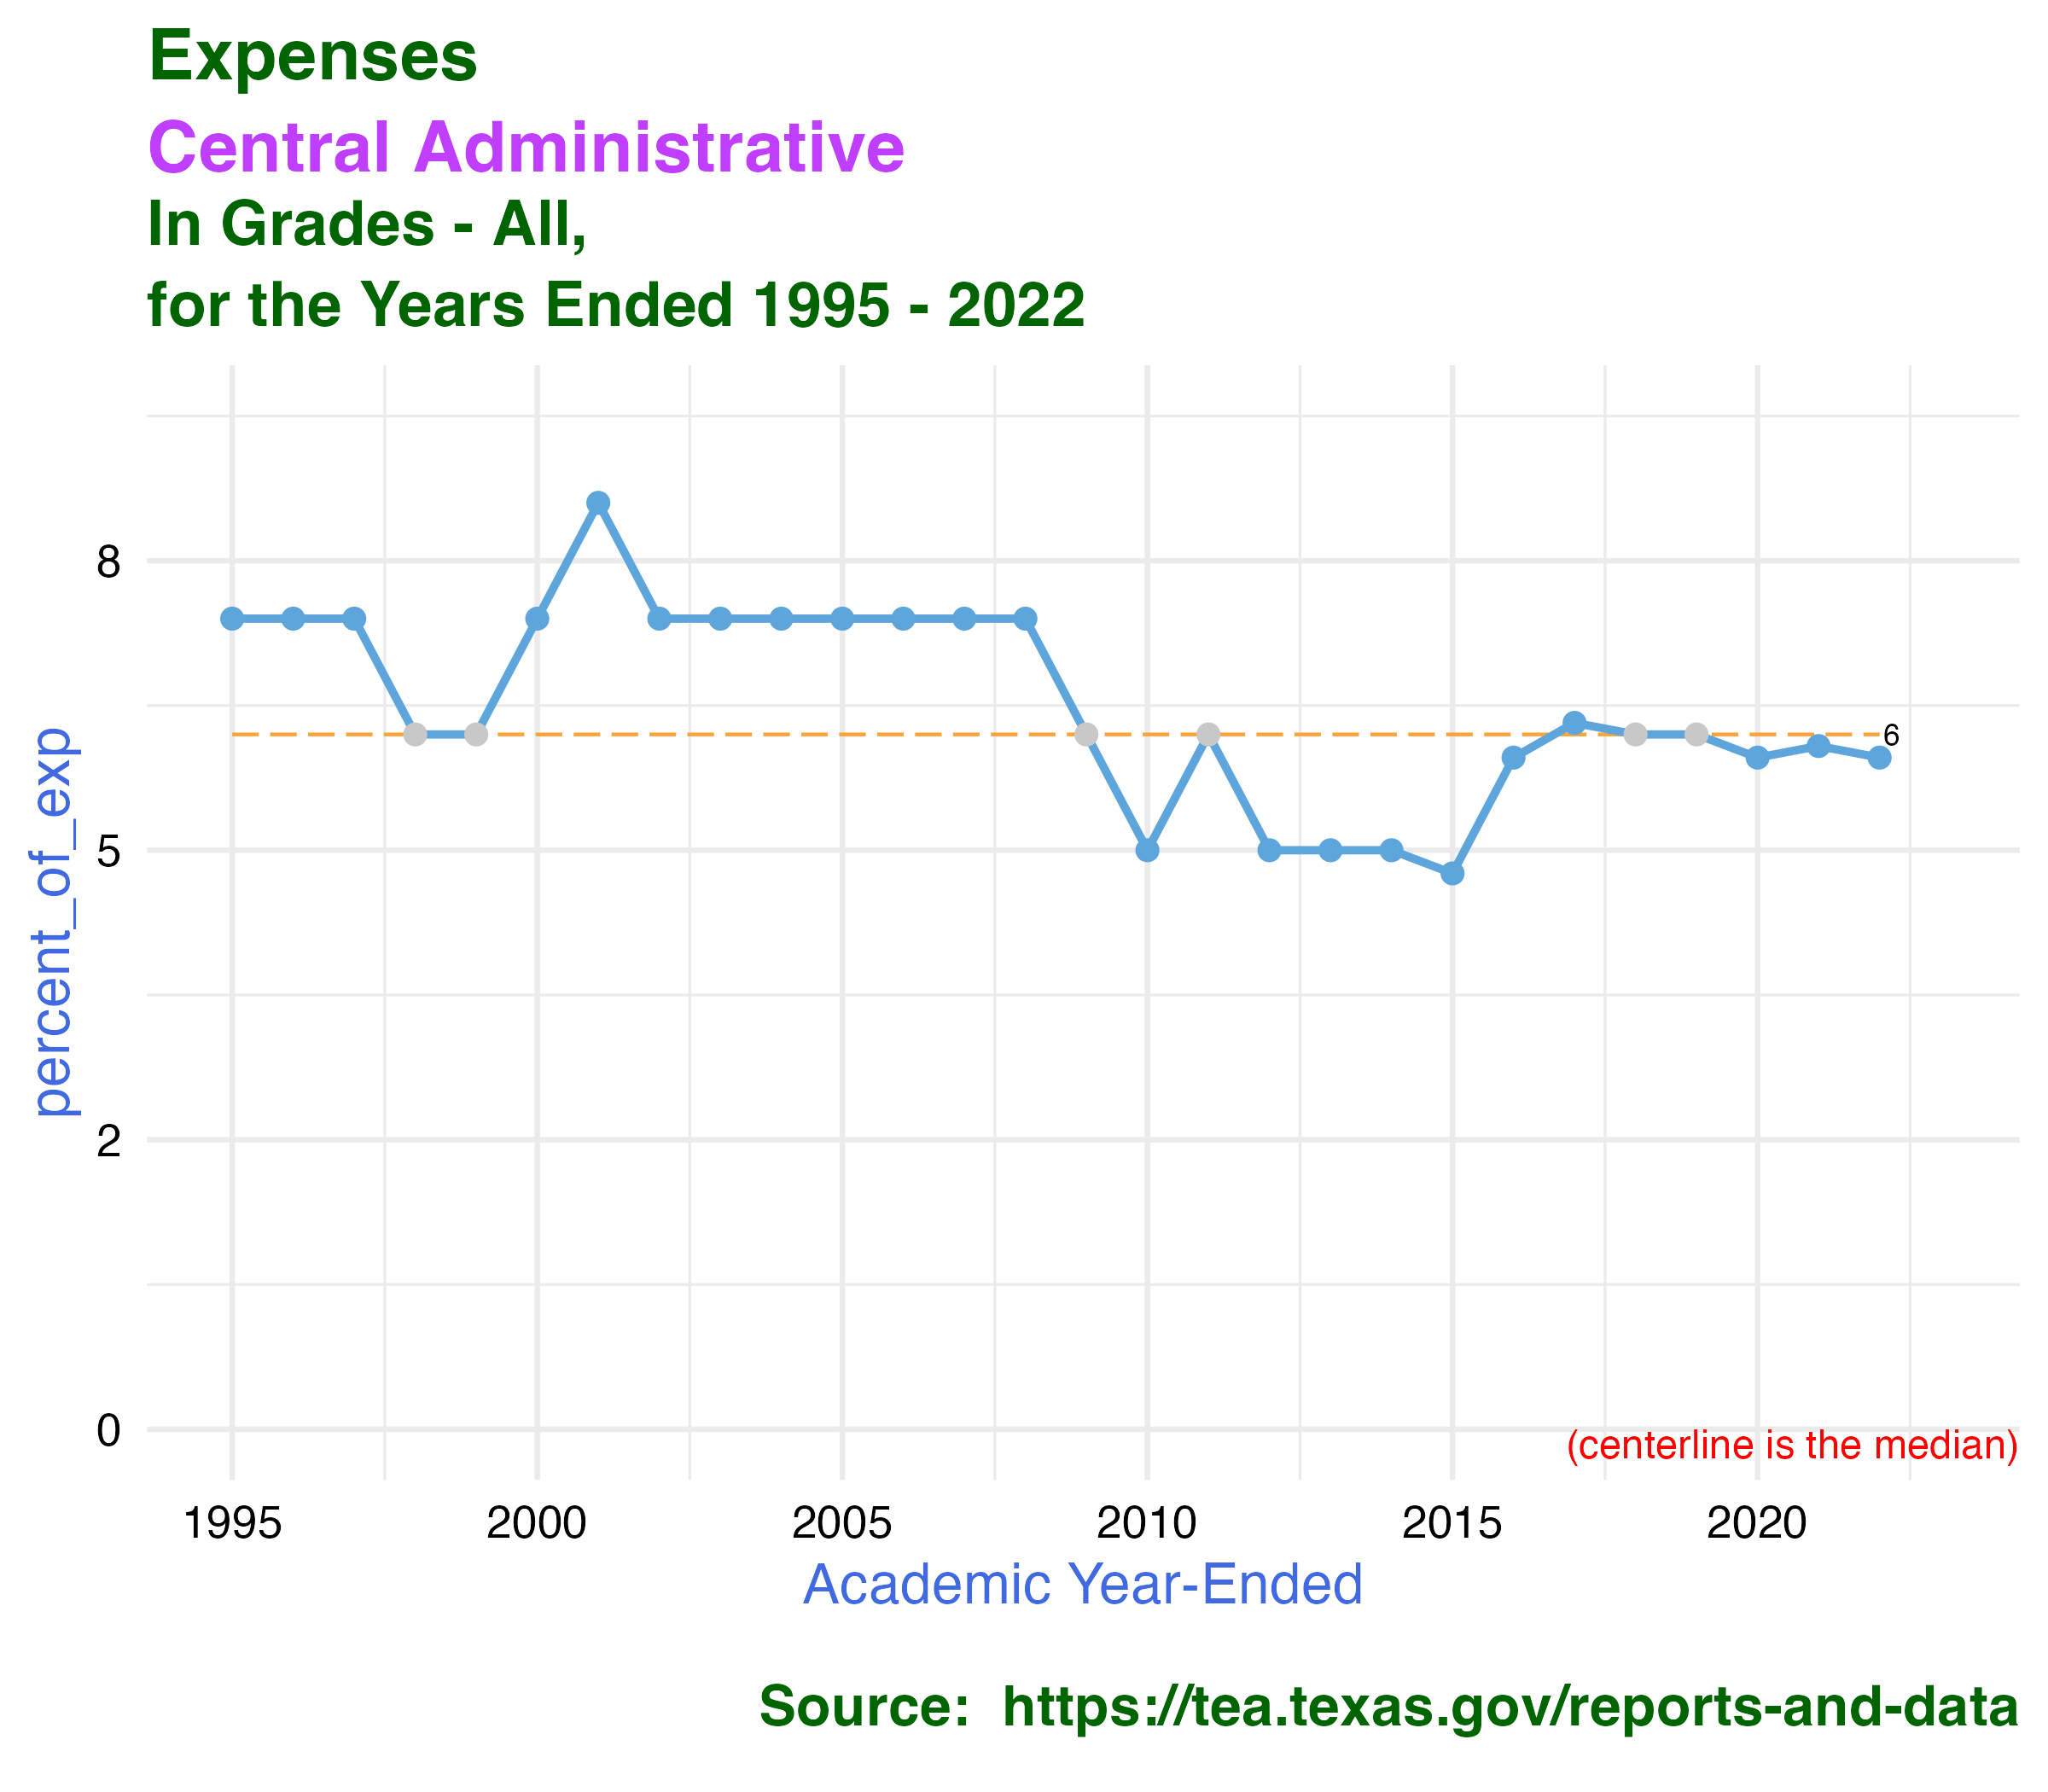 Expenses
Central Administrative
In Grades - All,
for the Years Ended 1995 - 2022
percent_of_exp
8
5
2
0
6
(centerline is the median)
1995 2000 2005 2010 2015 2020
Academic Year-Ended
Source:  https://tea.texas.gov/reports-and-data